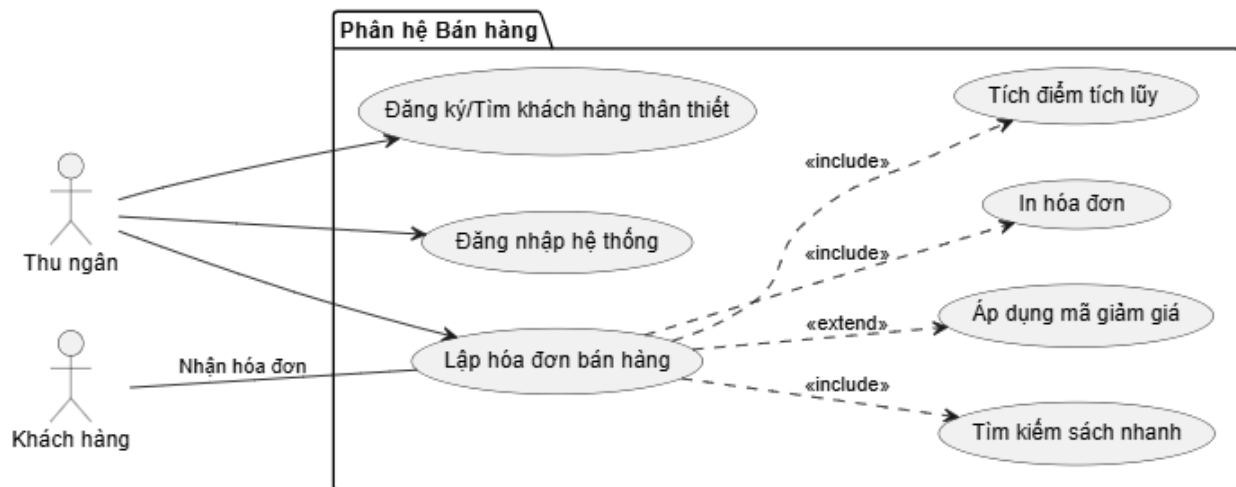 Phân hệ Bán hàng
Đăng ký/Tìm khách hàng thân thiết
Tích điểm tích lũy
«include»
In hóa đơn
Thu ngân
Đăng nhập hệ thống
«include»
Áp dụng mã giảm giá
«extend»
Nhận hóa đơn
Lập hóa đơn bán hàng
«include»
Tìm kiếm sách nhanh
Khách hàng